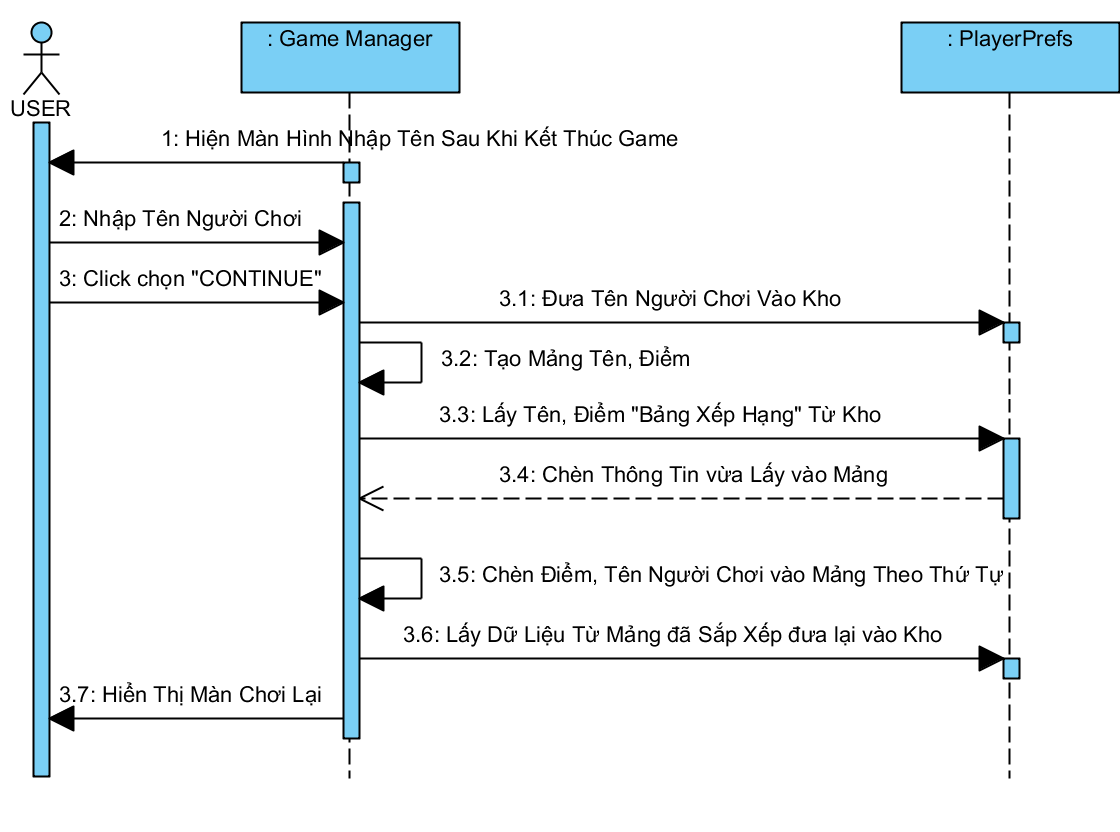 : Game Manager
: PlayerPrefs
USER
1: Hiện Màn Hình Nhập Tên Sau Khi Kết Thúc Game
2: Nhập Tên Người Chơi
3: Click chọn "CONTINUE"
3.1: Đưa Tên Người Chơi Vào Kho
3.2: Tạo Mảng Tên, Điểm
3.3: Lấy Tên, Điểm "Bảng Xếp Hạng" Từ Kho
3.4: Chèn Thông Tin vừa Lấy vào Mảng
3.5: Chèn Điểm, Tên Người Chơi vào Mảng Theo Thứ Tự
3.6: Lấy Dữ Liệu Từ Mảng đã Sắp Xếp đưa lại vào Kho
3.7: Hiển Thị Màn Chơi Lại